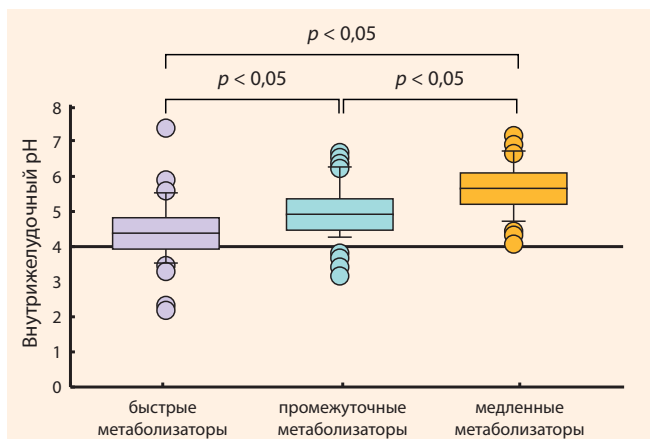 p < 0,05
p < 0,05
p < 0,05
Внутрижелудочный pH
8
7
6
5
4
3
2
1
0
быстрые
метаболизаторы
промежуточные
метаболизаторы
медленные
метаболизаторы